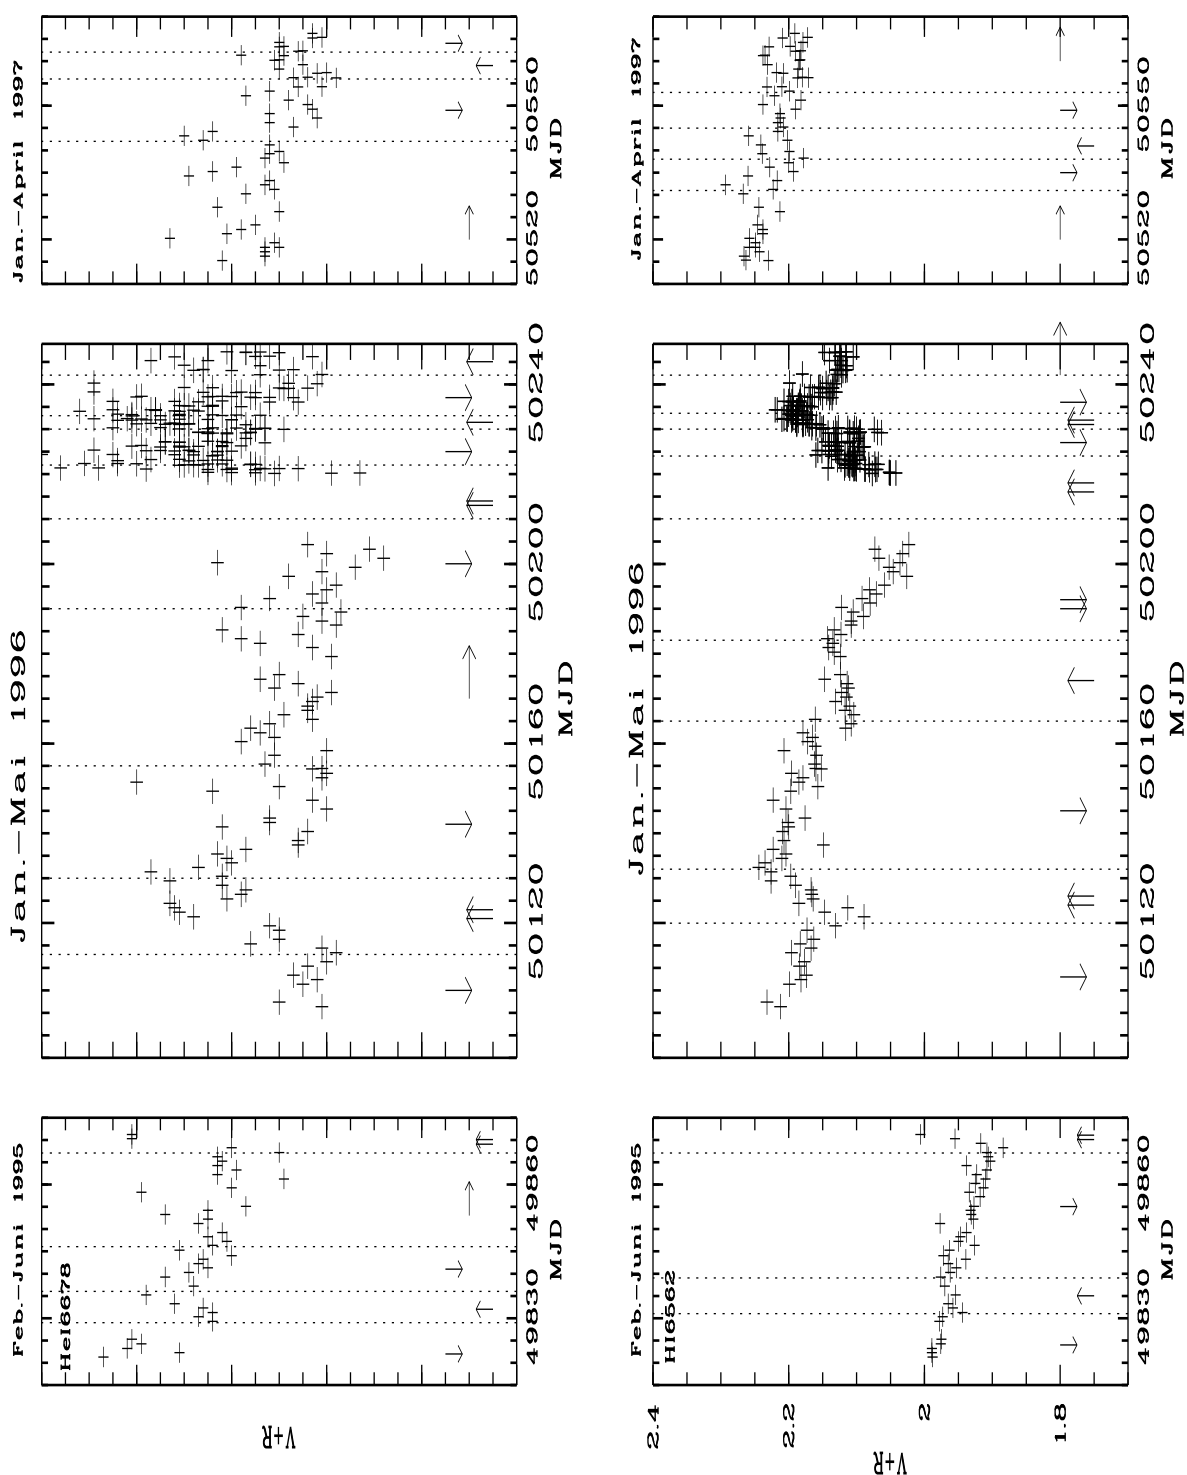 Feb.-Juni 1995
Jan.-Mai 1996
Jan.-April 1997
HeI6678
V+R
49830 49860
50120 50160 50200 50240
50520 50550
MJD MJD MJD
Feb.-Juni 1995
Jan.-Mai 1996
Jan.-April 1997
HI6562
V+R
2.4
2.2
2
1.8
49830 49860
50120 50160 50200 50240
50520 50550
MJD MJD MJD